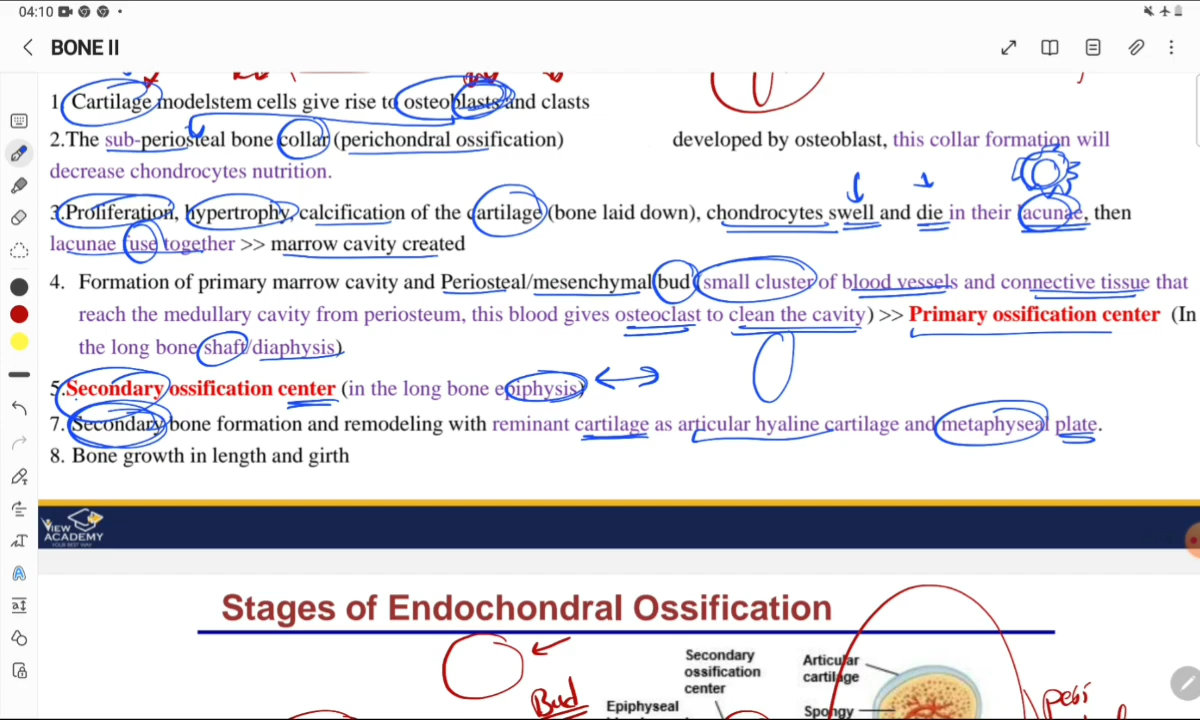 04:10
BONE II
1. Cartilage modelstem cells give rise to osteoblasts and clasts
2.The sub-periosteal bone collar (perichondral ossification) developed by osteoblast, this collar formation will
decrease chondrocytes nutrition.
3.Proliferation, hypertrophy, calcification of the cartilage (bone laid down), chondrocytes swell and die in their lacunae, then
lacunae fuse together >> marrow cavity created
4. Formation of primary marrow cavity and Periosteal/mesenchymal bud (small cluster of blood vessels and connective tissue that
reach the medullary cavity from periosteum, this blood gives osteoclast to clean the cavity) >> Primary ossification center (In
the long bone shaft/diaphysis).
5.Secondary ossification center (in the long bone epiphysis)
7. Secondary bone formation and remodeling with reminant cartilage as articular hyaline cartilage and metaphyseal plate.
8. Bone growth in length and girth
VIEW
ACADEMY
YOUR BEST WAY
Stages of Endochondral Ossification
Secondary
ossification
center
Articular
cartilage
Bud
Epiphyseal
Spongy
peri